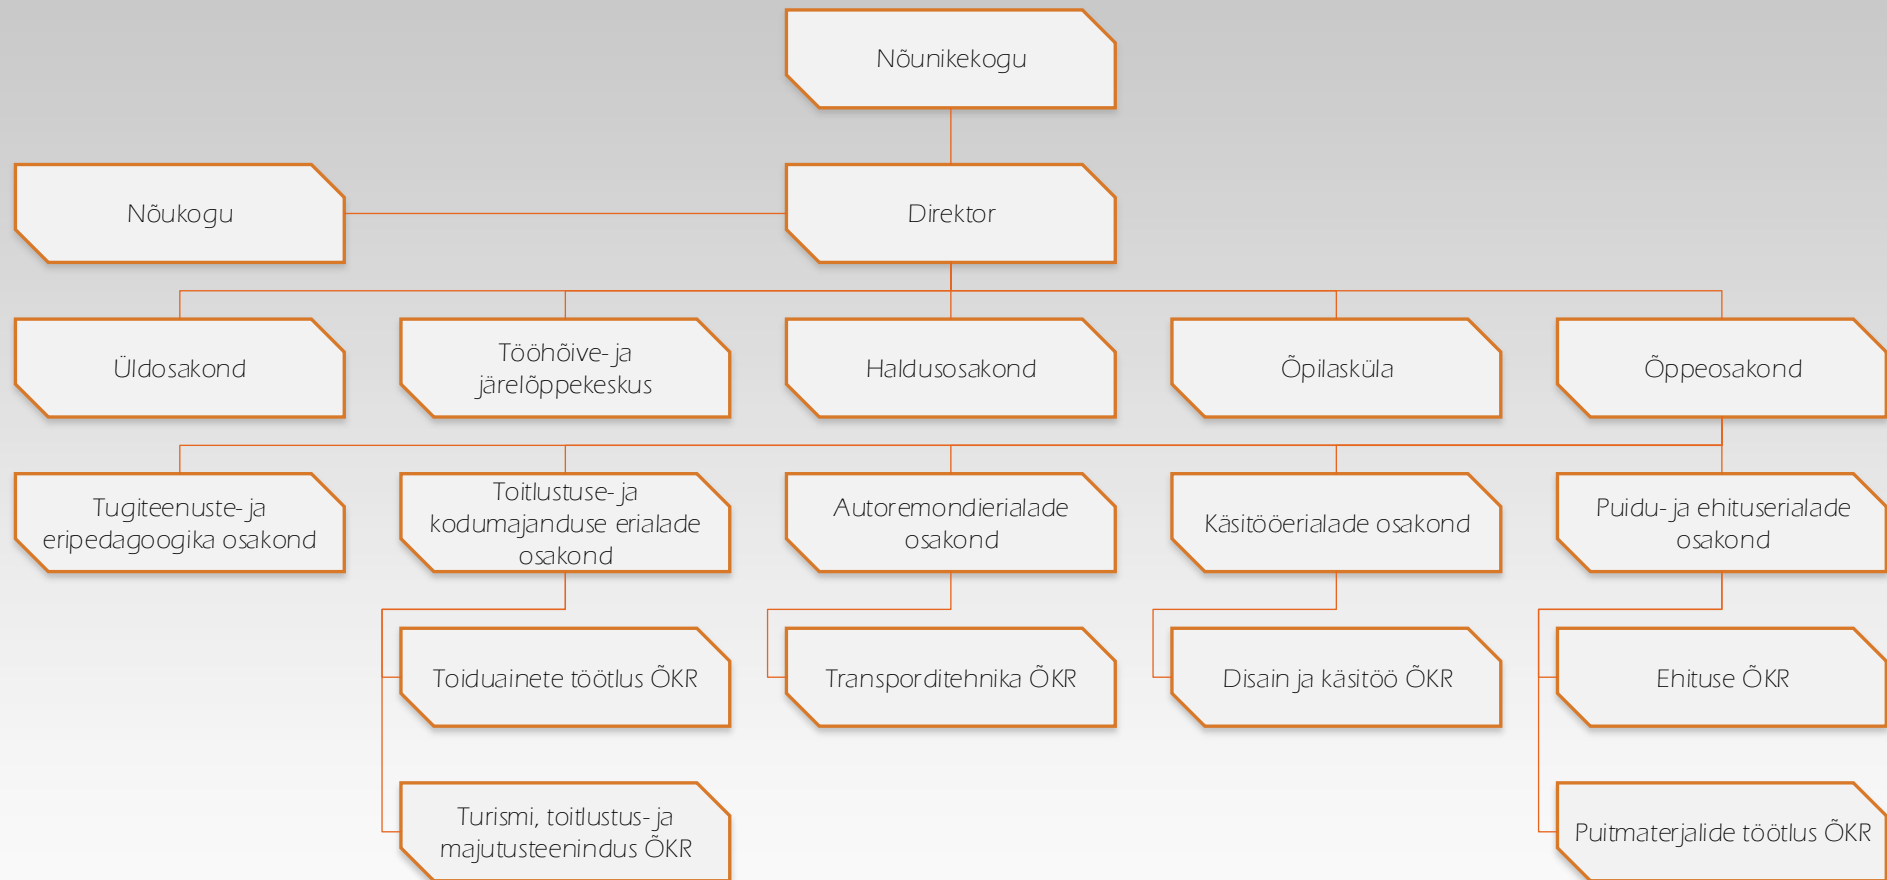 Nõunikekogu
Nõukogu
Direktor
Üldosakond
Tööhõive- ja
järelõppekeskus
Haldusosakond
Õpilasküla
Õppeosakond
Tugiteenuste- ja
eripedagoogika osakond
Toitlustuse- ja
kodumajanduse erialade
osakond
Autoremondierialade
osakond
Käsitööerialade osakond
Puidu- ja ehituserialade
osakond
Toiduainete töötlus ÕKR
Transporditehnika ÕKR
Disain ja käsitöö ÕKR
Ehituse ÕKR
Turismi, toitlustus- ja
majutusteenindus ÕKR
Puitmaterjalide töötlus ÕKR